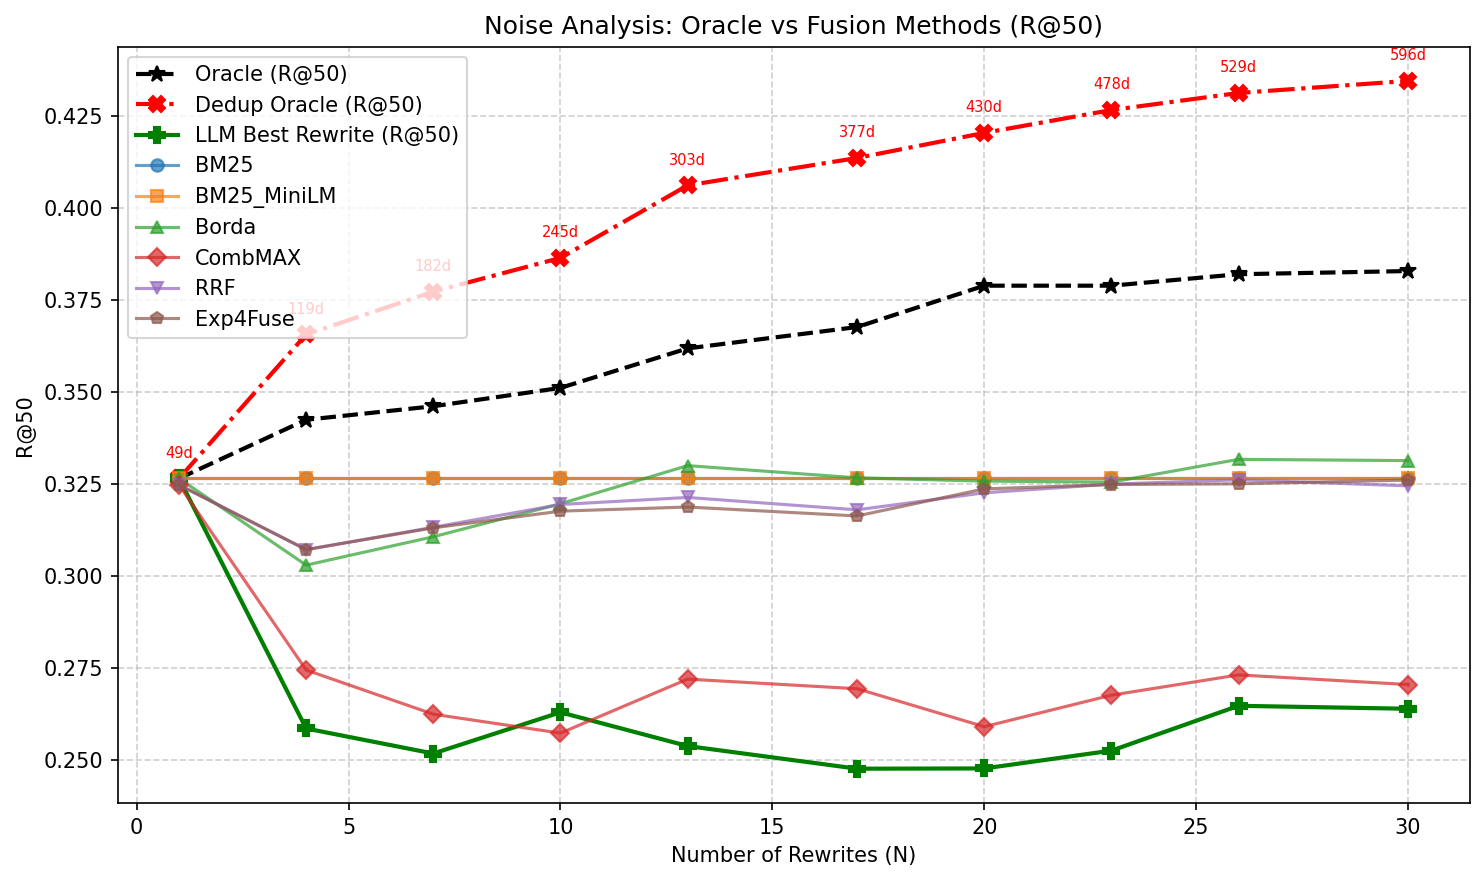 Noise Analysis: Oracle vs Fusion Methods (R@50)
Oracle (R@50)
Dedup Oracle (R@50)
LLM Best Rewrite (R@50)
BM25
BM25_MiniLM
Borda
CombMAX
RRF
Exp4Fuse
49d
119d
182d
245d
303d
377d
430d
478d
529d
596d
R@50
0.425
0.400
0.375
0.350
0.325
0.300
0.275
0.250
0 5 10 15 20 25 30
Number of Rewrites (N)